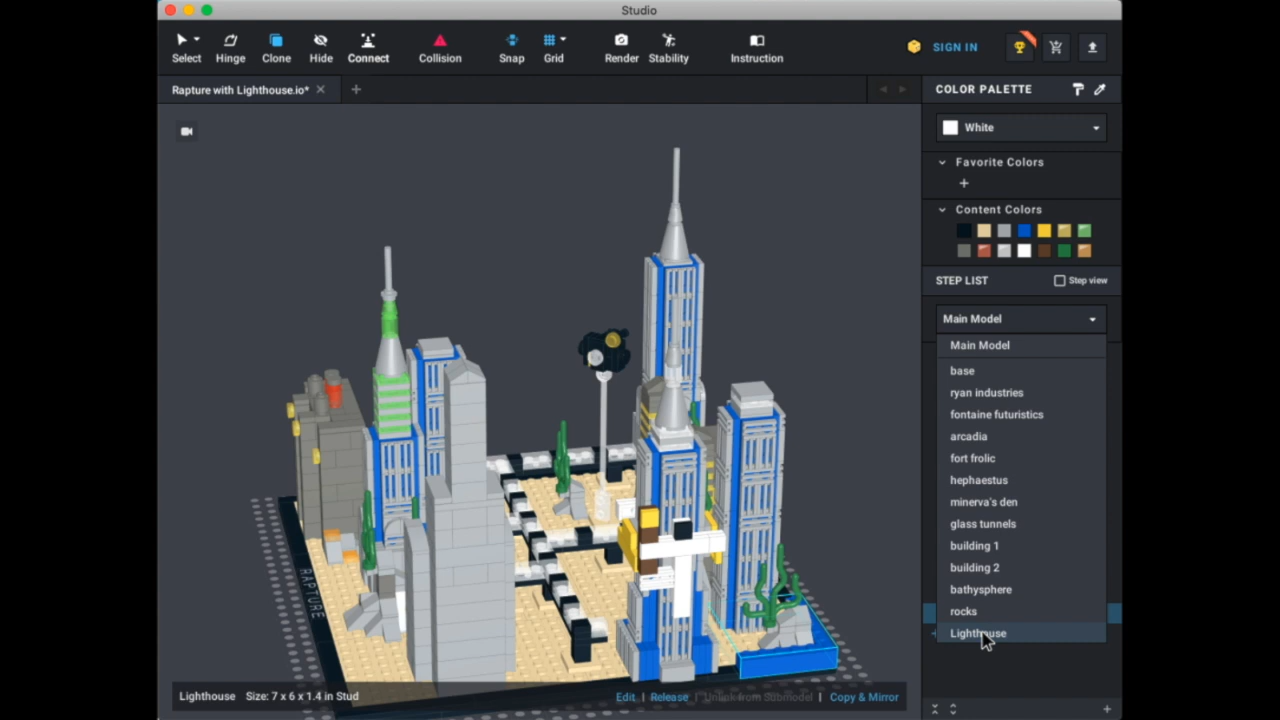 Studio
Select Hinge Clone Hide Connect Collision Snap Grid Render Stability Instruction SIGN IN
Rapture with Lighthouse.io*
COLOR PALETTE
White
Favorite Colors
Content Colors
STEP LIST Step view
Main Model
Main Model
base
ryan industries
fontaine futuristics
arcadia
fort frolic
hephaestus
minerva's den
glass tunnels
building 1
building 2
bathysphere
rocks
Lighthouse
RAPTURE
Lighthouse Size: 7 x 6 x 1.4 in Stud Edit | Release | Unlink from Submodel | Copy & Mirror